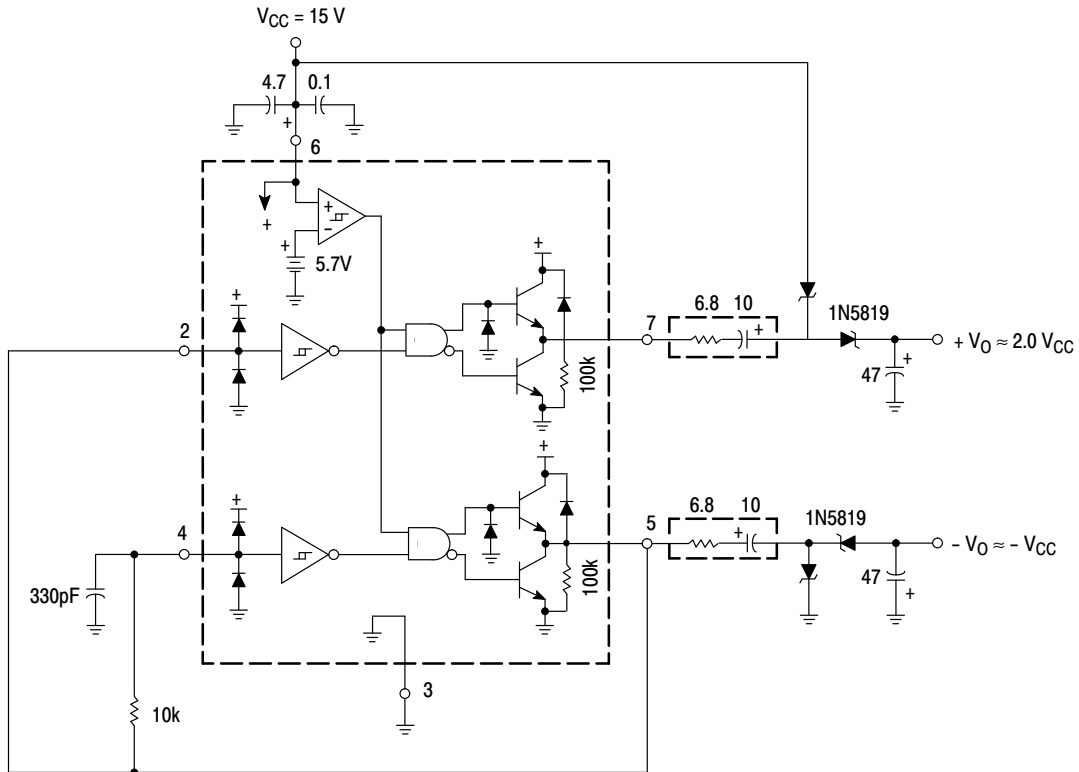 V_CC = 15 V
4.7
0.1
+
6
+
+
−
+
5.7V
+
+
2
7
6.8
10
+
1N5819
+ V_O ≈ 2.0 V_CC
47
+
100k
+
+
4
5
6.8
+
10
1N5819
− V_O ≈ − V_CC
47
+
100k
330pF
3
10k